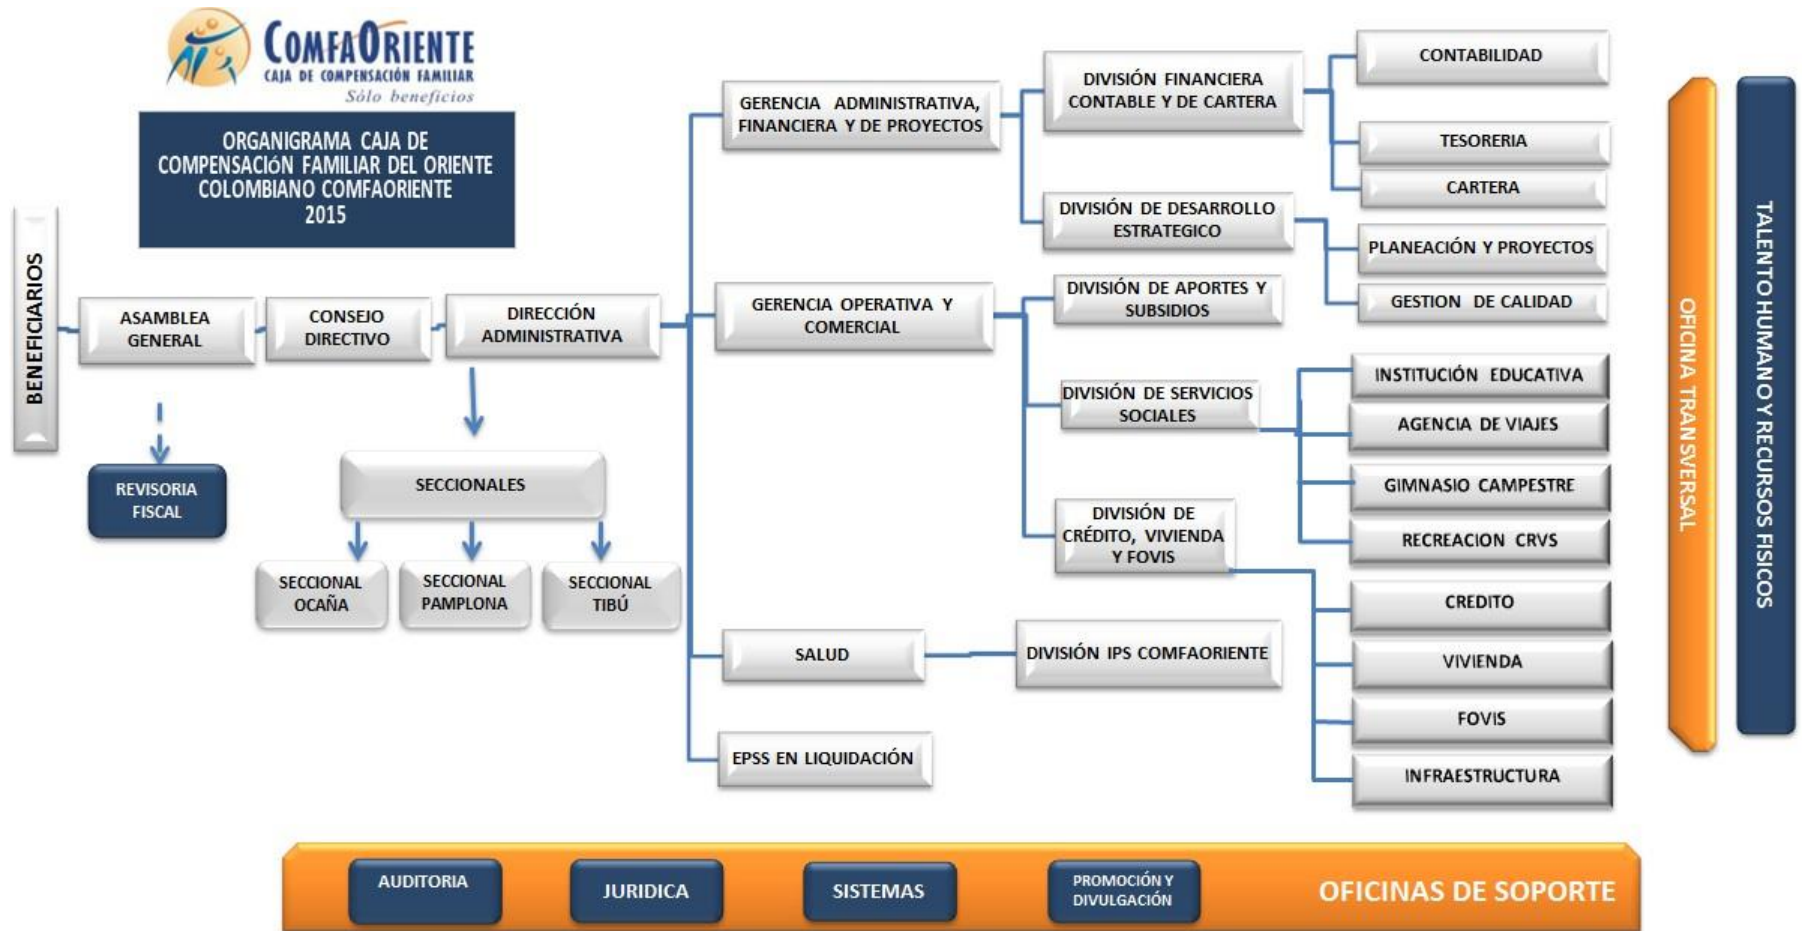 COMFAORIENTE
CAJA DE COMPENSACIÓN FAMILIAR
Sólo beneficios
ORGANIGRAMA CAJA DE
COMPENSACIóN FAMILIAR DEL ORIENTE
COLOMBIANO COMFAORIENTE
2015
BENEFICIARIOS
ASAMBLEA
GENERAL
CONSEJO
DIRECTIVO
DIRECCIÓN
ADMINISTRATIVA
REVISORIA
FISCAL
SECCIONALES
SECCIONAL
OCAÑA
SECCIONAL
PAMPLONA
SECCIONAL
TIBÚ
GERENCIA ADMINISTRATIVA,
FINANCIERA Y DE PROYECTOS
GERENCIA OPERATIVA Y
COMERCIAL
SALUD
EPSS EN LIQUIDACIÓN
DIVISIÓN FINANCIERA
CONTABLE Y DE CARTERA
DIVISIÓN DE DESARROLLO
ESTRATEGICO
DIVISIÓN DE APORTES Y
SUBSIDIOS
DIVISIÓN DE SERVICIOS
SOCIALES
DIVISIÓN DE
CRÉDITO, VIVIENDA
Y FOVIS
DIVISIÓN IPS COMFAORIENTE
CONTABILIDAD
TESORERIA
CARTERA
PLANEACIÓN Y PROYECTOS
GESTION DE CALIDAD
INSTITUCIÓN EDUCATIVA
AGENCIA DE VIAJES
GIMNASIO CAMPESTRE
RECREACION CRVS
CREDITO
VIVIENDA
FOVIS
INFRAESTRUCTURA
OFICINA TRANSVERSAL
TALENTO HUMANO Y RECURSOS FISICOS
AUDITORIA
JURIDICA
SISTEMAS
PROMOCIÓN Y
DIVULGACIÓN
OFICINAS DE SOPORTE